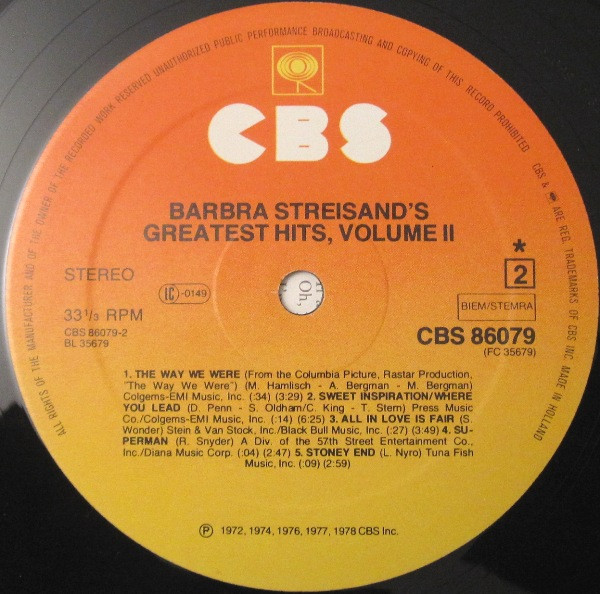 ALL RIGHTS OF THE MANUFACTURER AND OF THE OWNER OF THE RECORDED WORK RESERVED UNAUTHORIZED PUBLIC PERFORMANCE BROADCASTING AND COPYING OF THIS RECORD PROHIBITED
CBS & ARE REG. TRADEMARKS OF CBS INC. MADE IN HOLLAND
CBS
BARBRA STREISAND'S
GREATEST HITS, VOLUME II
STEREO
33 1/3 RPM
CBS 86079-2
BL 35679
IC -0149
Oh,
*
2
BIEM/STEMRA
CBS 86079
(FC 35679)
1. THE WAY WE WERE (From the Columbia Picture, Rastar Production,
"The Way We Were") (M. Hamlisch - A. Bergman - M. Bergman)
Colgems-EMI Music, Inc. (:34) (3:29) 2. SWEET INSPIRATION/WHERE
YOU LEAD (D. Penn - S. Oldham/C. King - T. Stern) Press Music
Co./Colgems-EMI Music, Inc. (:14) (6:25) 3. ALL IN LOVE IS FAIR (S.
Wonder) Stein & Van Stock, Inc./Black Bull Music, Inc. (:27) (3:49) 4. SU-
PERMAN (R. Snyder) A Div. of the 57th Street Entertainment Co.,
Inc./Diana Music Corp. (:04) (2:47) 5. STONEY END (L. Nyro) Tuna Fish
Music, Inc. (:09) (2:59)
Ⓟ 1972, 1974, 1976, 1977, 1978 CBS Inc.